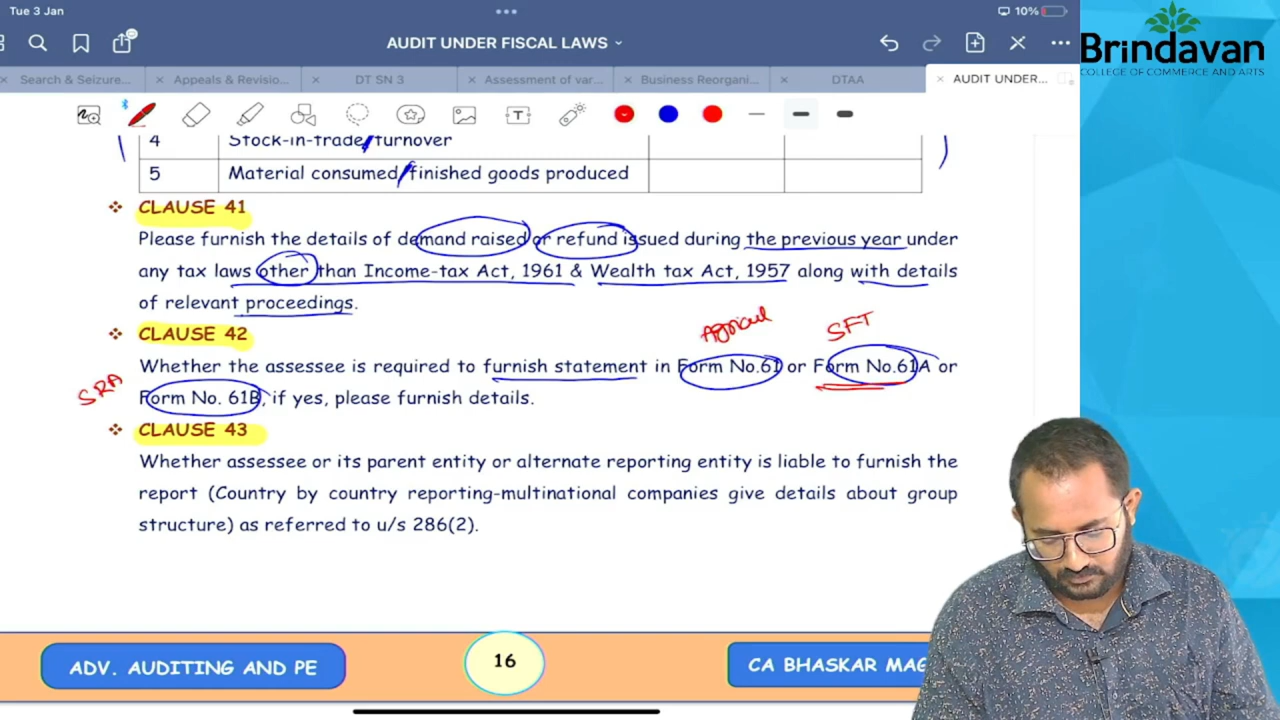 Tue 3 Jan
10%
AUDIT UNDER FISCAL LAWS
Brindavan
COLLEGE OF COMMERCE AND ARTS
Search & Seizure...
Appeals & Revisio...
DT SN 3
Assessment of var...
Business Reorgani...
DTAA
AUDIT UNDER...
4 Stock-in-trade/turnover
5 Material consumed/finished goods produced
❖ CLAUSE 41
Please furnish the details of demand raised or refund issued during the previous year under
any tax laws other than Income-tax Act, 1961 & Wealth tax Act, 1957 along with details
of relevant proceedings.
Agricul
SFT
❖ CLAUSE 42
Whether the assessee is required to furnish statement in Form No.61 or Form No.61A or
SRA
Form No. 61B, if yes, please furnish details.
❖ CLAUSE 43
Whether assessee or its parent entity or alternate reporting entity is liable to furnish the
report (Country by country reporting-multinational companies give details about group
structure) as referred to u/s 286(2).
ADV. AUDITING AND PE
16
CA BHASKAR MAG